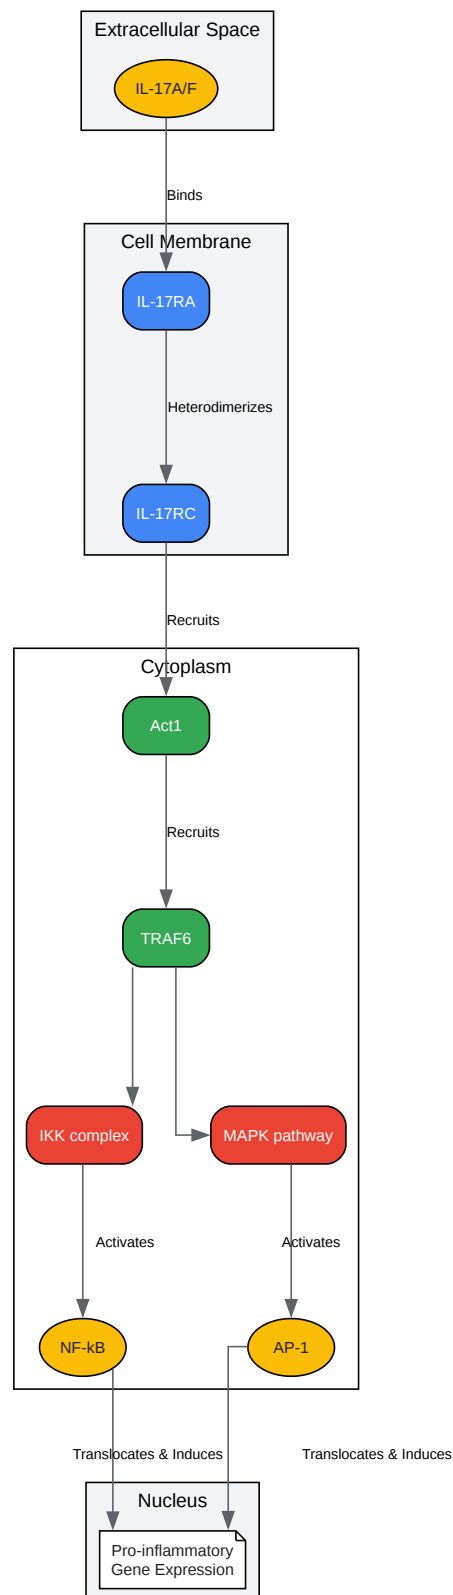 Extracellular Space
IL-17A/F
Binds
Cell Membrane
IL-17RA
Heterodimerizes
IL-17RC
Recruits
Cytoplasm
Act1
Recruits
TRAF6
IKK complex
MAPK pathway
Activates
Activates
NF-kB
AP-1
Translocates & Induces
Translocates & Induces
Nucleus
Pro-inflammatory
Gene Expression